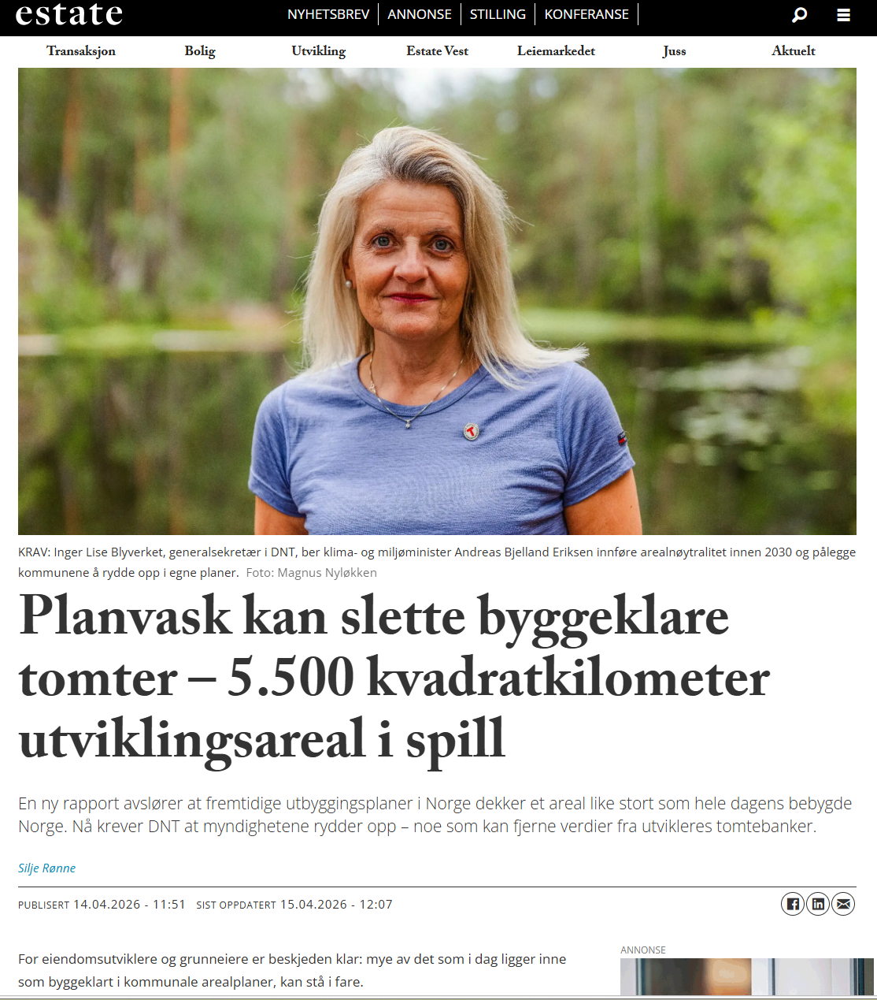 estate
NYHETSBREV
ANNONSE
STILLING
KONFERANSE
Transaksjon
Bolig
Utvikling
Estate Vest
Leiemarkedet
Juss
Aktuelt
KRAV: Inger Lise Blyverket, generalsekretær i DNT, ber klima- og miljøminister Andreas Bjelland Eriksen innføre arealnøytralitet innen 2030 og pålegge
kommunene å rydde opp i egne planer. Foto: Magnus Nyløkken
Planvask kan slette byggeklare
tomter – 5.500 kvadratkilometer
utviklingsareal i spill
En ny rapport avslører at fremtidige utbyggingsplaner i Norge dekker et areal like stort som hele dagens bebygde
Norge. Nå krever DNT at myndighetene rydder opp – noe som kan fjerne verdier fra utvikleres tomtebanker.
Silje Rønne
PUBLISERT 14.04.2026 - 11:51 SIST OPPDATERT 15.04.2026 - 12:07
For eiendomsutviklere og grunneiere er beskjeden klar: mye av det som i dag ligger inne
som byggeklart i kommunale arealplaner, kan stå i fare.
ANNONSE